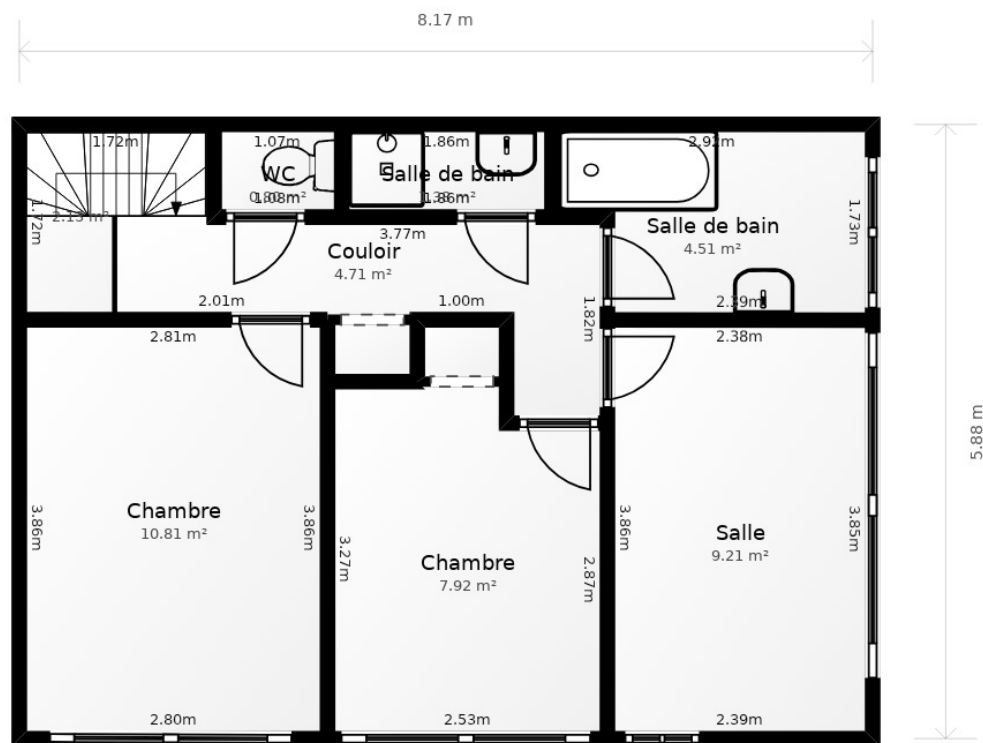 8.17 m
1.72m
1.07m
1.86m
2.92m
WC
Salle de bain
1.08m
1.86m
1.72m
2.13 m²
Salle de bain
4.51 m²
1.73m
3.77m
Couloir
4.71 m²
2.01m
1.00m
1.82m
2.39m
2.81m
2.38m
5.88 m
Chambre
10.81 m²
3.86m
3.86m
Chambre
7.92 m²
3.27m
2.87m
3.86m
Salle
9.21 m²
3.85m
2.80m
2.53m
2.39m